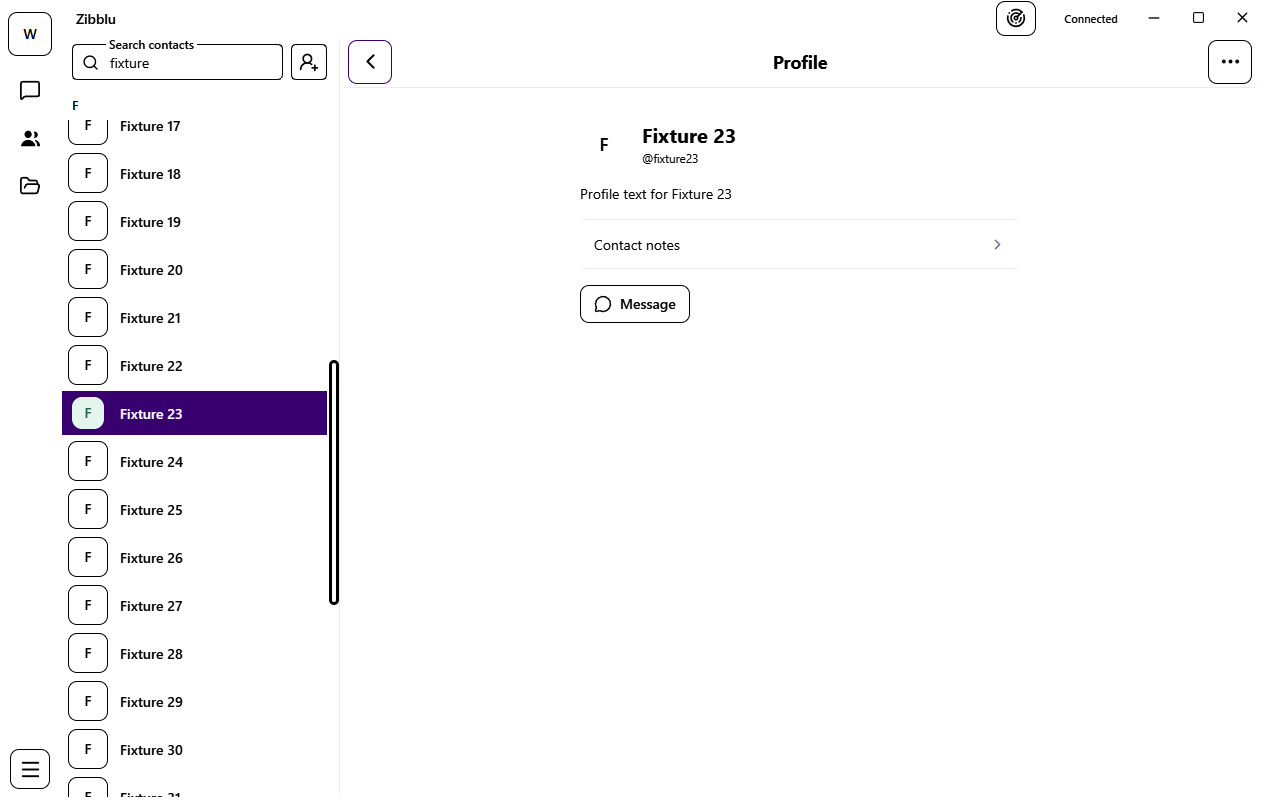 Zibblu
Connected
W
Search contacts
fixture
Profile
F
F Fixture 17
F Fixture 18
F Fixture 19
F Fixture 20
F Fixture 21
F Fixture 22
F Fixture 23
F Fixture 24
F Fixture 25
F Fixture 26
F Fixture 27
F Fixture 28
F Fixture 29
F Fixture 30
F Fixture 31
F
Fixture 23
@fixture23
Profile text for Fixture 23
Contact notes
Message